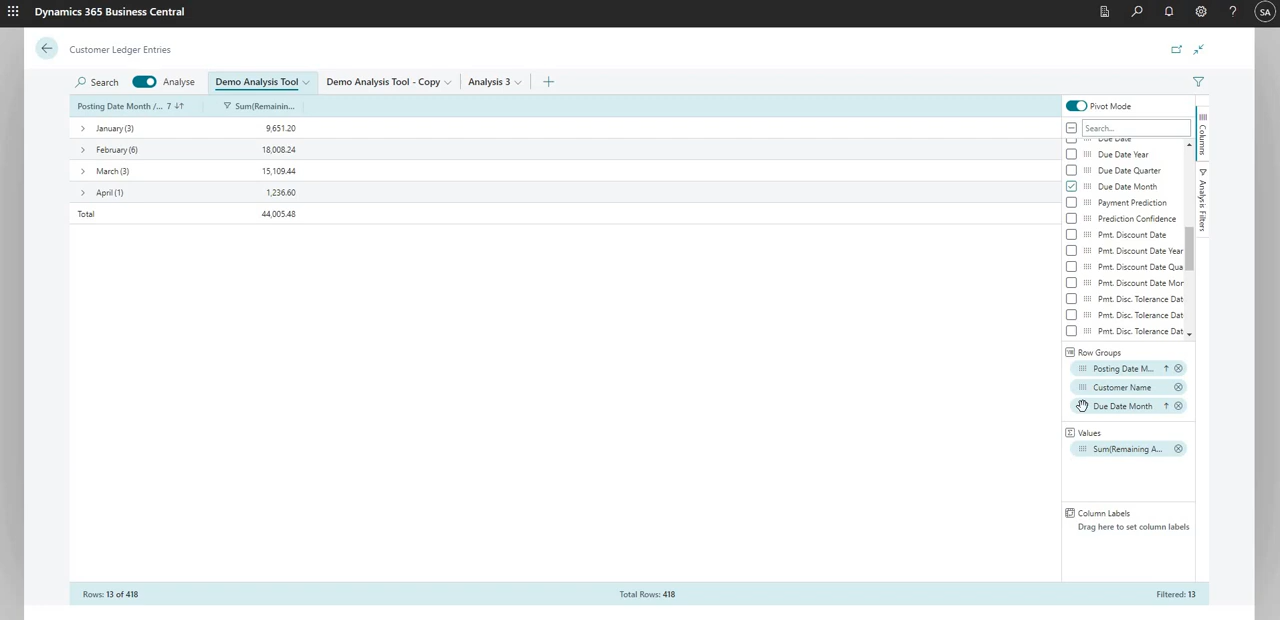 Dynamics 365 Business Central
?
SA
Customer Ledger Entries
Search Analyse Demo Analysis Tool Demo Analysis Tool - Copy Analysis 3
Posting Date Month /... 7 Sum(Remainin...
January (3) 9,651.20
February (6) 18,008.24
March (3) 15,109.44
April (1) 1,236.60
Total 44,005.48
Pivot Mode
Search...
Due Date
Due Date Year
Due Date Quarter
Due Date Month
Payment Prediction
Prediction Confidence
Pmt. Discount Date
Pmt. Discount Date Year
Pmt. Discount Date Qua
Pmt. Discount Date Mon
Pmt. Disc. Tolerance Dat
Pmt. Disc. Tolerance Dat
Pmt. Disc. Tolerance Dat
Columns
Analysis Filters
Row Groups
Posting Date M...
Customer Name
Due Date Month
Values
Sum(Remaining A...
Column Labels
Drag here to set column labels
Rows: 13 of 418 Total Rows: 418 Filtered: 13